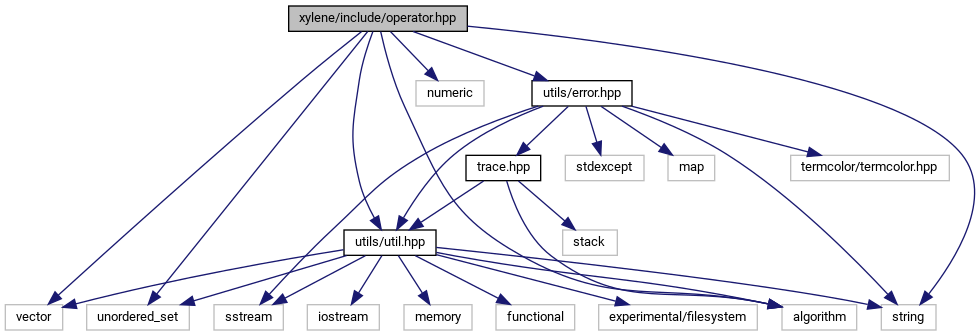 xylene/include/operator.hpp
numeric
utils/error.hpp
trace.hpp
stdexcept
map
termcolor/termcolor.hpp
utils/util.hpp
stack
vector
unordered_set
sstream
iostream
memory
functional
experimental/filesystem
algorithm
string